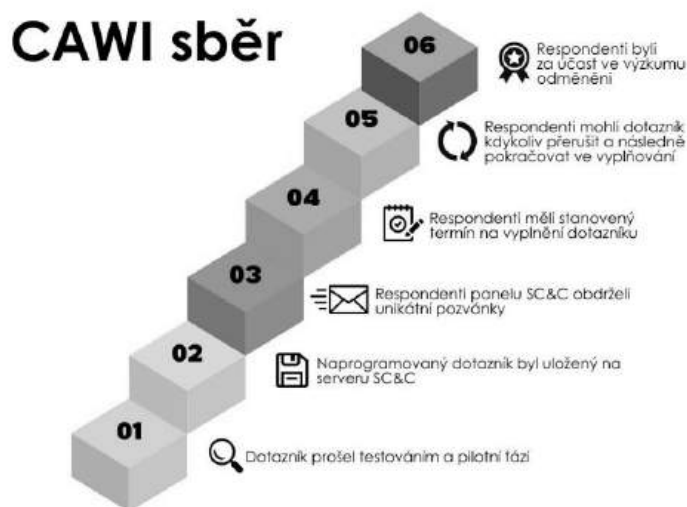 CAWI sběr
06
Respondenti byli
za účast ve výzkumu
odměněni
05
Respondenti mohli dotazník
kdykoliv přerušit a následně
pokračovat ve vyplňování
04
Respondenti měli stanovený
termín na vyplnění dotazníku
03
Respondenti panelu SC&C obdrželi
unikátní pozvánky
02
Naprogramovaný dotazník byl uložený na
serveru SC&C
01
Dotazník prošel testováním a pilotní fází